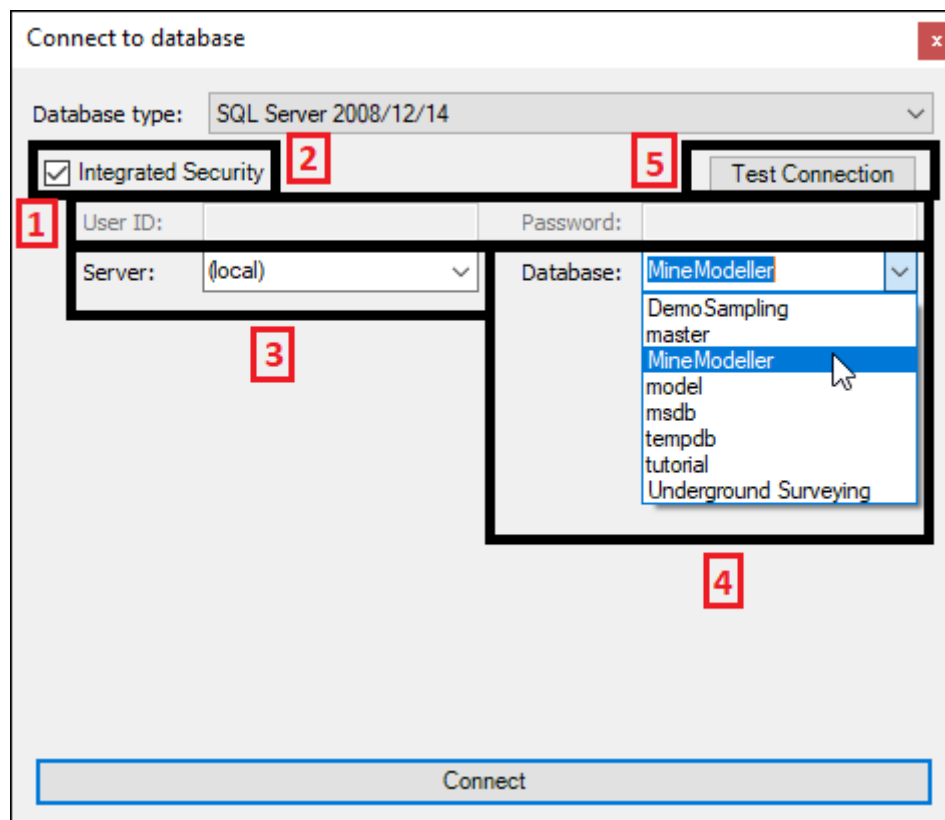 Connect to database
x
Database type: SQL Server 2008/12/14
Integrated Security 2 5 Test Connection
1 User ID: Password:
Server: (local) Database: MineModeller
DemoSampling
master
3 MineModeller
model
msdb
tempdb
tutorial
Underground Surveying
4
Connect